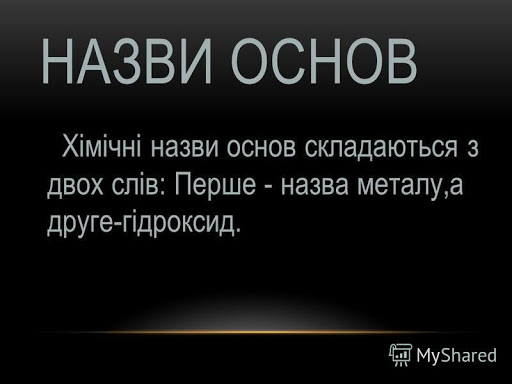 НАЗВИ ОСНОВ
Хімічні назви основ складаються з
двох слів: Перше - назва металу,а
друге-гідроксид.
MyShared